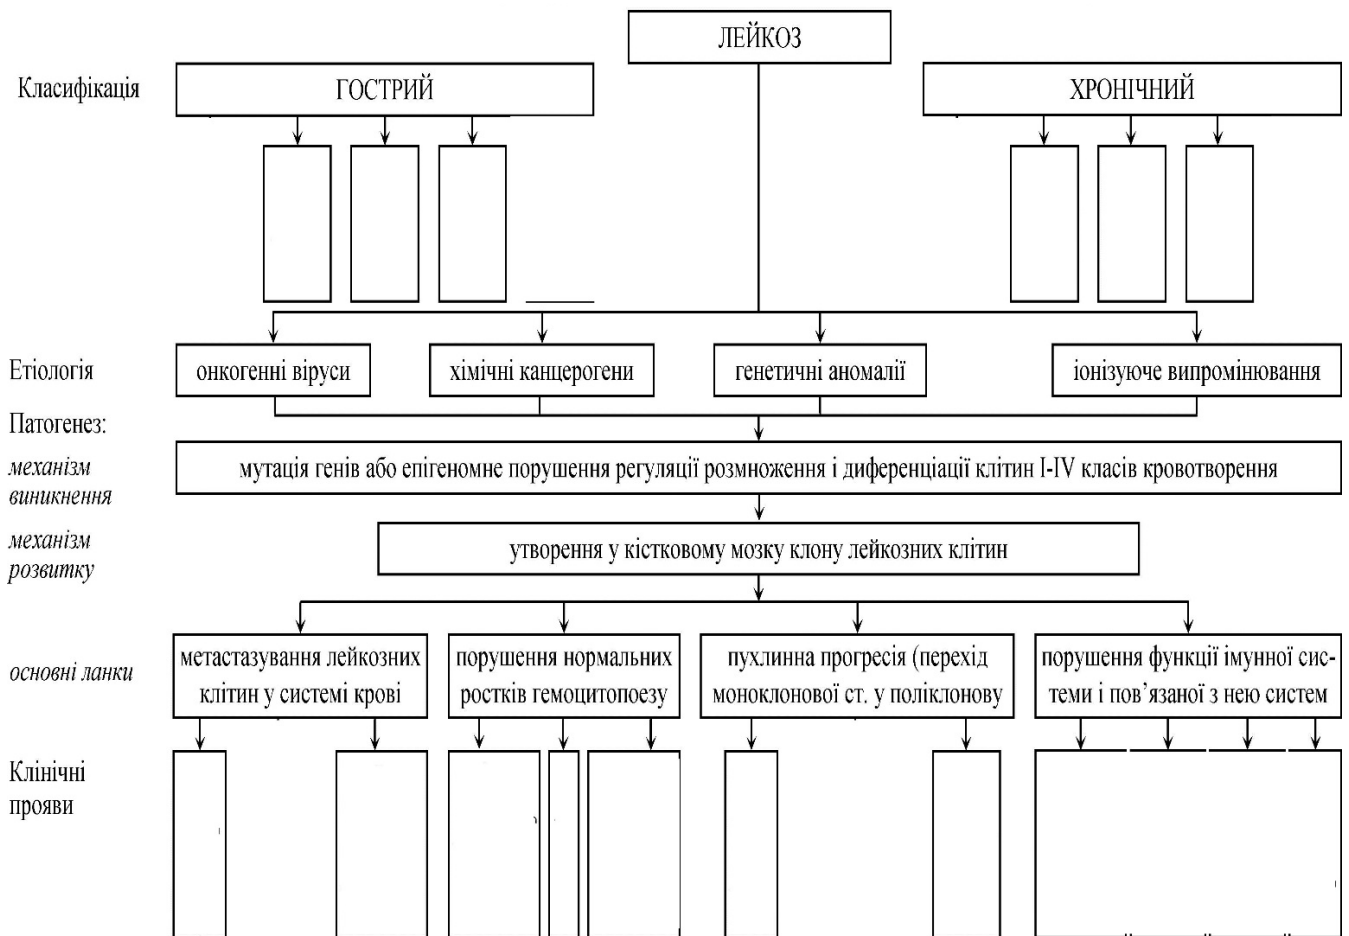 ЛЕЙКОЗ
Класифікація
ГОСТРИЙ
ХРОНІЧНИЙ
Етіологія
онкогенні віруси
хімічні канцерогени
генетичні аномалії
іонізуюче випромінювання
Патогенез:
механізм
виникнення
мутація генів або епігеномне порушення регуляції розмноження і диференціації клітин I-IV класів кровотворення
механізм
розвитку
утворення у кістковому мозку клону лейкозних клітин
основні ланки
метастазування лейкозних
клітин у системі крові
порушення нормальних
ростків гемоцитопоезу
пухлинна прогресія (перехід
моноклонової ст. у поліклонову
порушення функції імунної сис-
теми і пов’язаної з нею систем
Клінічні
прояви